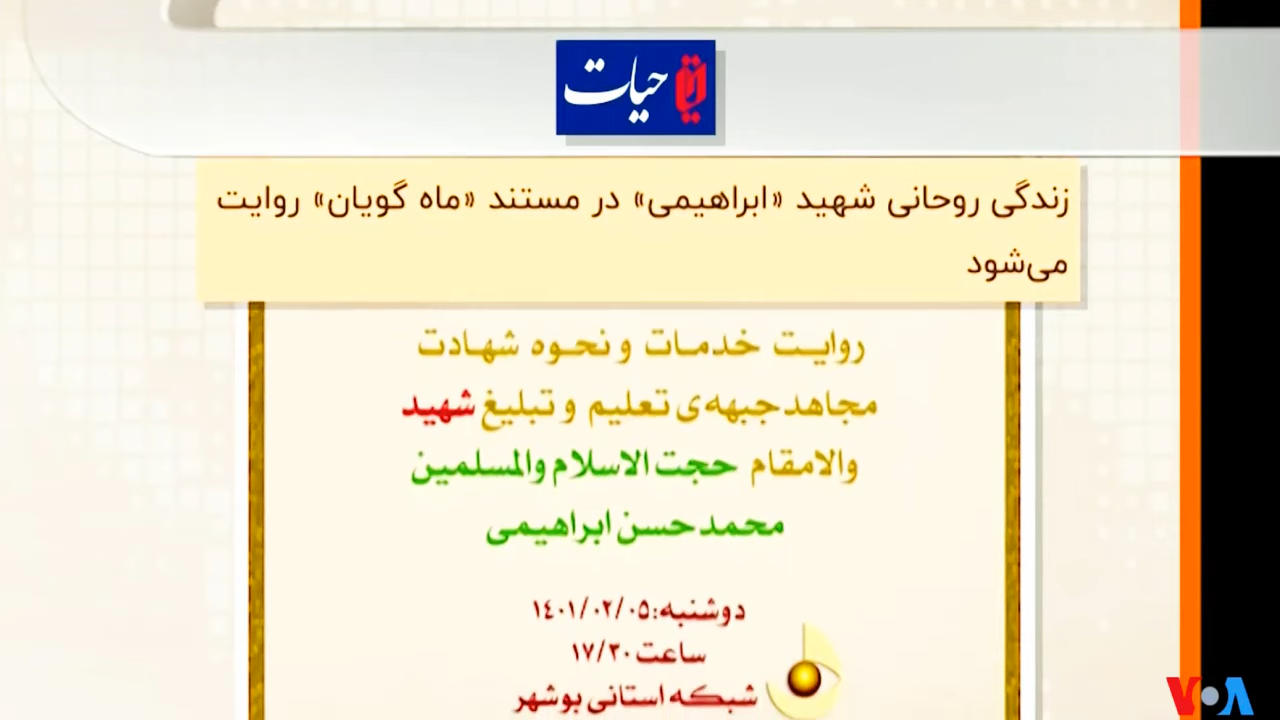 حیات
زندگی روحانی شهید «ابراهیمی» در مستند «ماه گویان» روایت
می‌شود
روایت خدمات و نحوه شهادت
مجاهد جبهه‌ی تعلیم و تبلیغ شهید
والامقام حجت الاسلام والمسلمین
محمد حسن ابراهیمی
دوشنبه: ۱۴۰۱/۰۲/۰۵
ساعت ۱۷/۳۰
شبکه استانی بوشهر
VOA